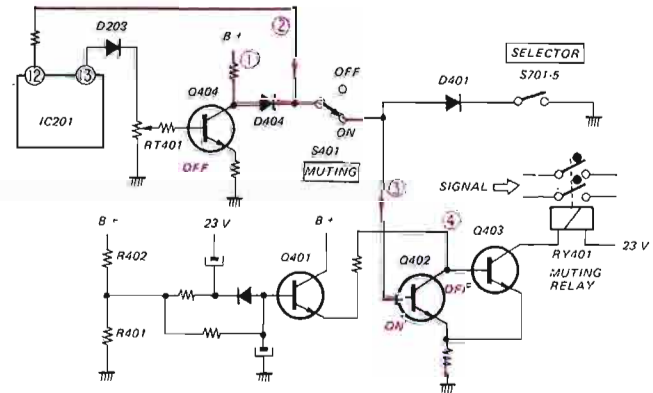 ②
B +
①
D203
OFF
SELECTOR
S701·5
D401
12
13
Q404
ON
IC201
D404
RT401
OFF
S401
MUTING
③
SIGNAL
④
B +
23 V
B +
Q403
R402
Q401
Q402
RY401
23 V
OFF
MUTING
RELAY
R401
ON